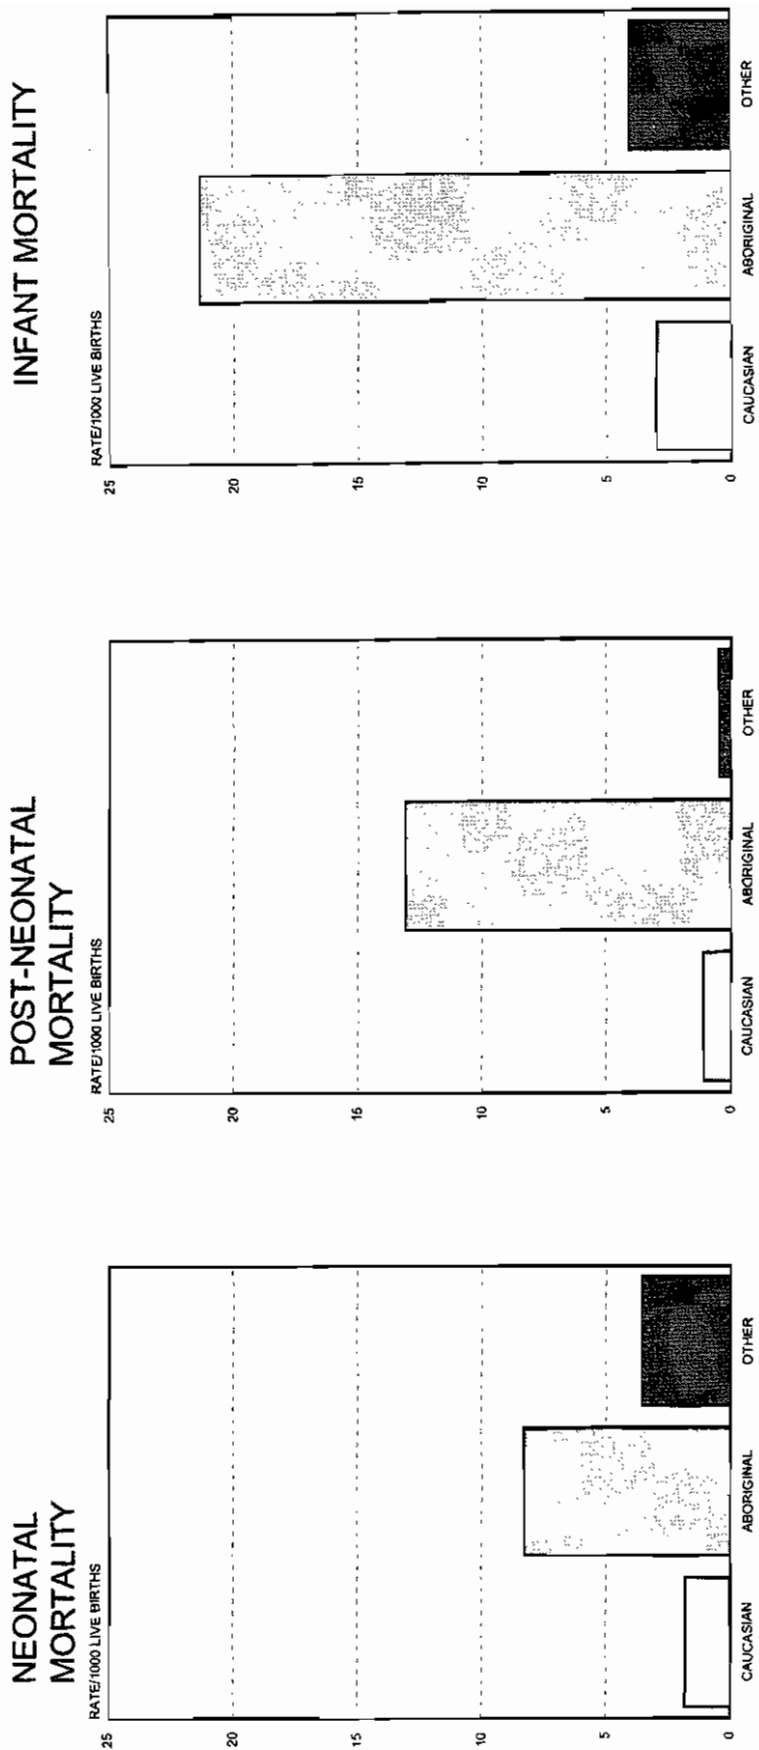 NEONATAL
MORTALITY
RATE/1000 LIVE BIRTHS
25
20
15
10
5
0
CAUCASIAN
ABORIGINAL
OTHER
POST-NEONATAL
MORTALITY
RATE/1000 LIVE BIRTHS
25
20
15
10
5
0
CAUCASIAN
ABORIGINAL
OTHER
INFANT MORTALITY
RATE/1000 LIVE BIRTHS
25
20
15
10
5
0
CAUCASIAN
ABORIGINAL
OTHER